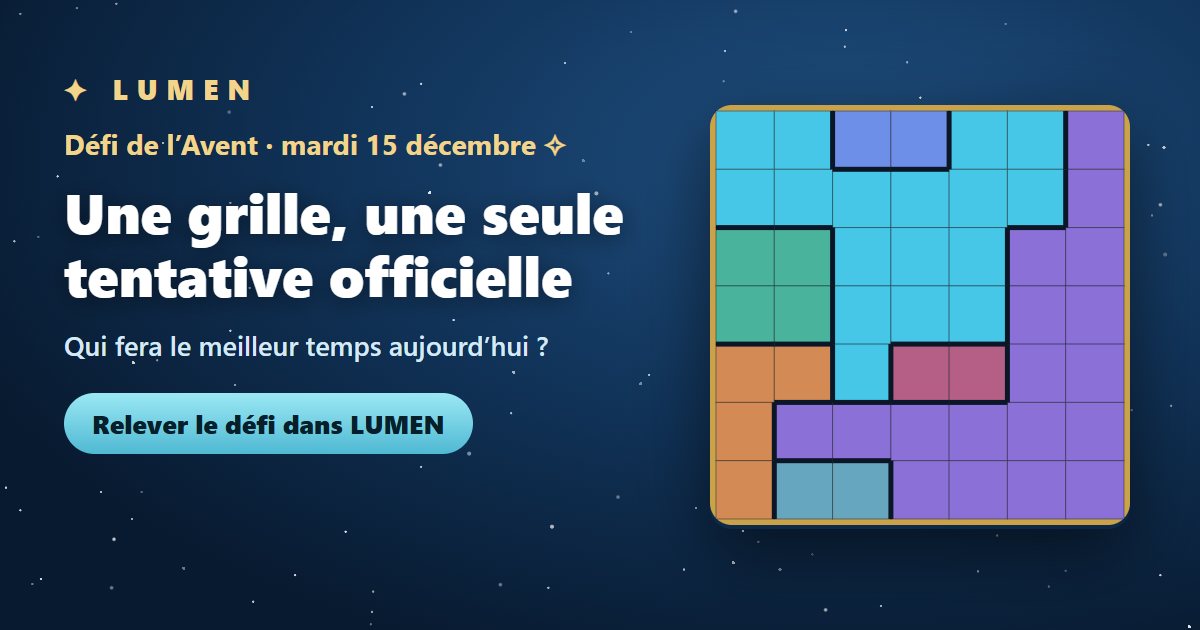 ✦ LUMEN
Défi de l’Avent · mardi 15 décembre ✧
Une grille, une seule
tentative officielle
Qui fera le meilleur temps aujourd’hui ?
Relever le défi dans LUMEN